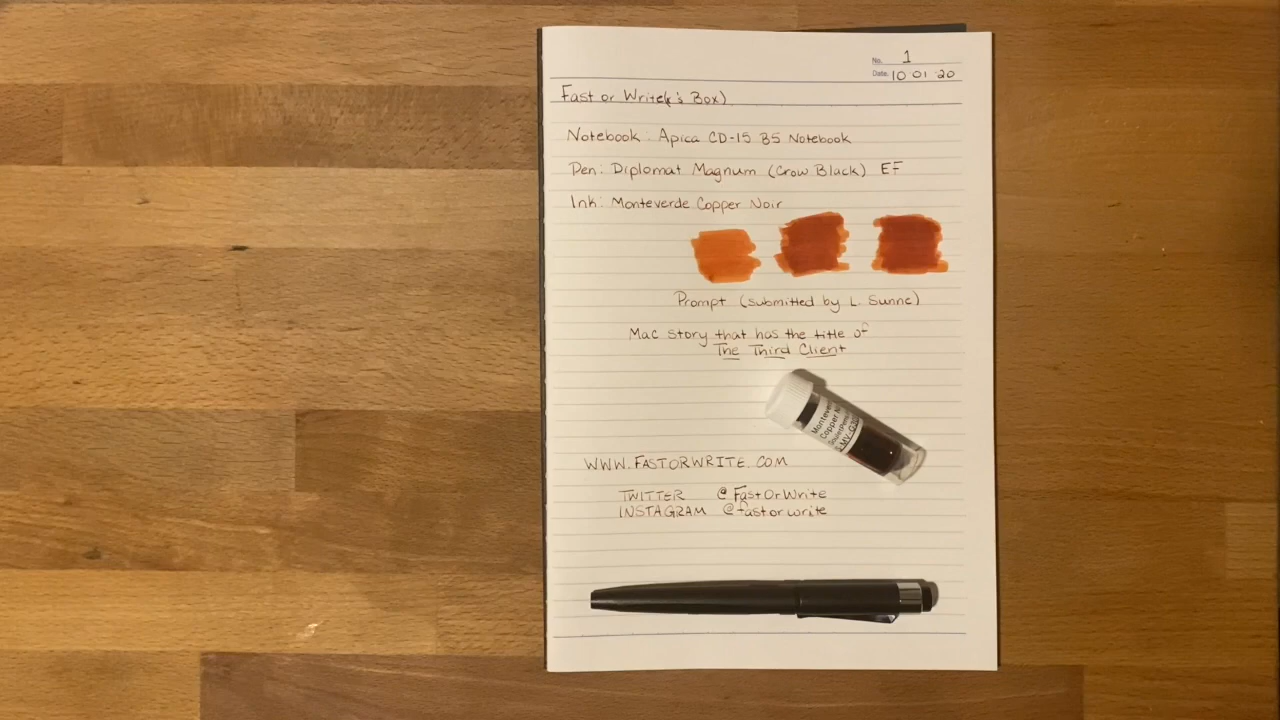 No. 1
Date. 10 01 20
Fast or Write(r's Box)
Notebook: Apica CD-15 B5 Notebook
Pen: Diplomat Magnum (Crow Black) EF
Ink: Monteverde Copper Noir
Prompt (submitted by L. Sunne)
Mac story that has the title of
The Third Client
Montever
Copper N
WWW.FASTORWRITE.COM
TWITTER @FastOrWrite
INSTAGRAM @fastorwrite